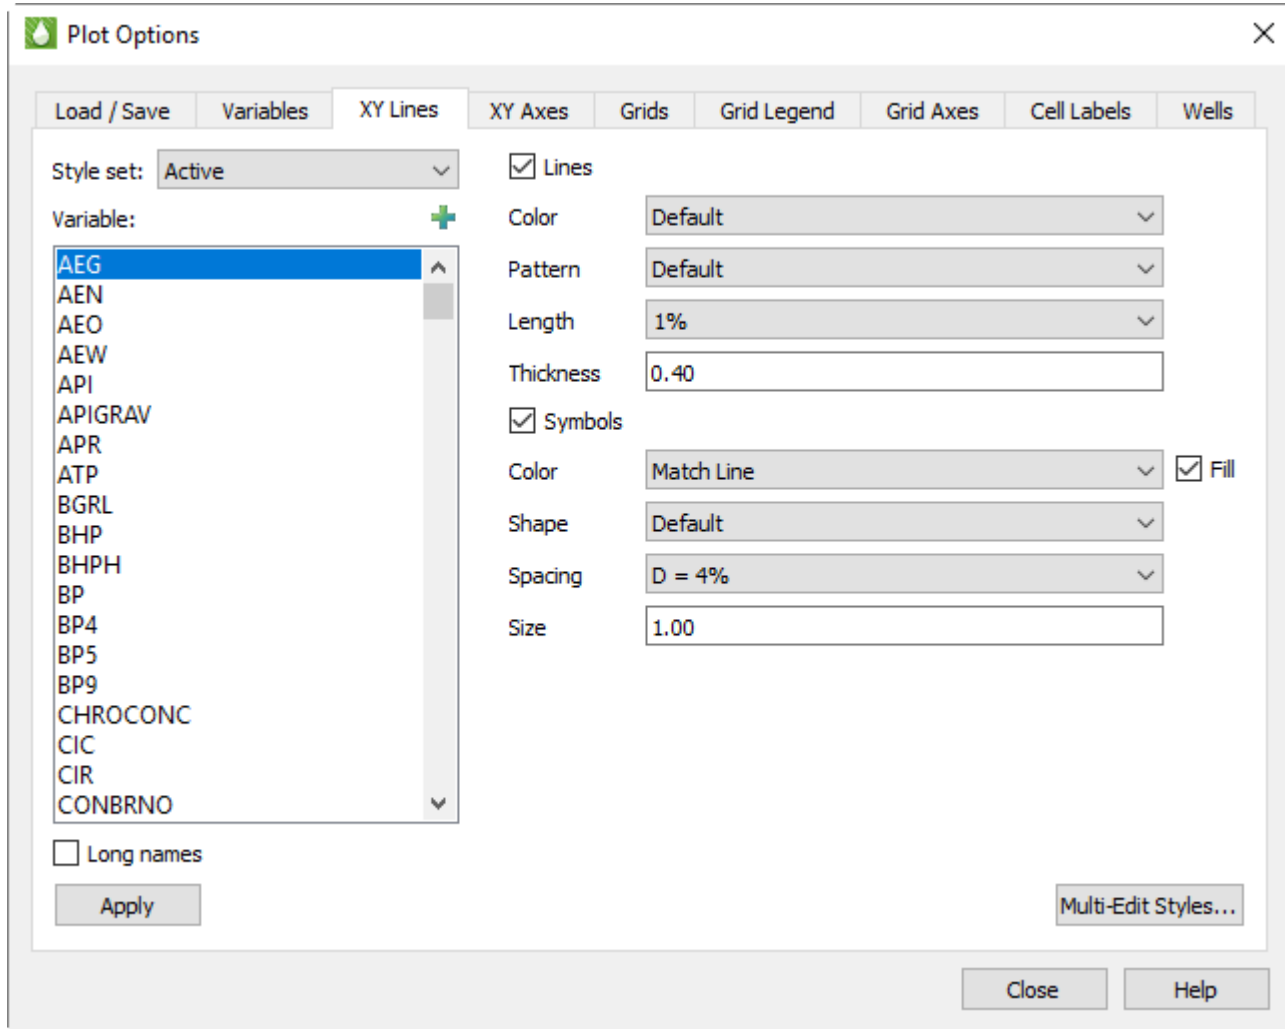 Plot Options
Load / Save
Variables
XY Lines
XY Axes
Grids
Grid Legend
Grid Axes
Cell Labels
Wells
Style set:
Active
Variable:
AEG
AEN
AEO
AEW
API
APIGRAV
APR
ATP
BGRL
BHP
BHPH
BP
BP4
BP5
BP9
CHROCONC
CIC
CIR
CONBRNO
Long names
Apply
Lines
Color
Default
Pattern
Default
Length
1%
Thickness
0.40
Symbols
Color
Match Line
Fill
Shape
Default
Spacing
D = 4%
Size
1.00
Multi-Edit Styles...
Close
Help